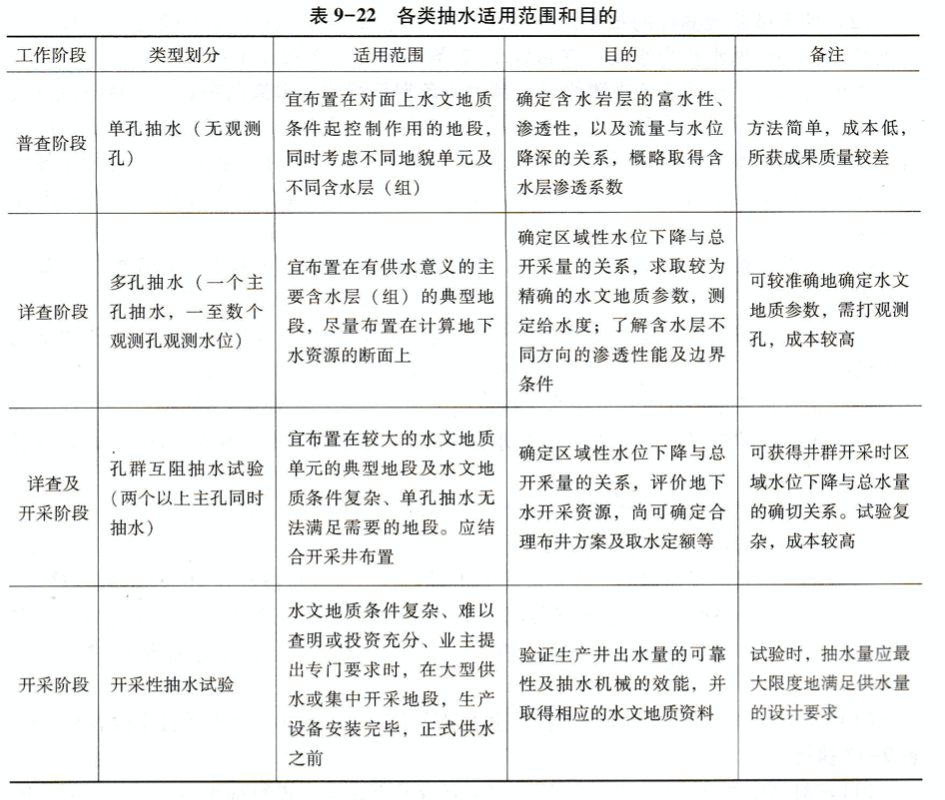 表 9-22 各类抽水适用范围和目的
工作阶段 类型划分 适用范围 目的 备注
普查阶段
单孔抽水（无观测
孔）
宜布置在对面上水文地质
条件起控制作用的地段，
同时考虑不同地貌单元及
不同含水层（组）
确定含水岩层的富水性、
渗透性，以及流量与水位
降深的关系，概略取得含
水层渗透系数
方法简单，成本低，
所获成果质量较差
详查阶段
多孔抽水（一个主
孔抽水，一至数个
观测孔观测水位）
宜布置在有供水意义的主
要含水层（组）的典型地
段，尽量布置在计算地下
水资源的断面上
确定区域性水位下降与总
开采量的关系，求取较为
精确的水文地质参数，测
定给水度；了解含水层不
同方向的渗透性能及边界
条件
可较准确地确定水文
地质参数，需打观测
孔，成本较高
详查及
开采阶段
孔群互阻抽水试验
（两个以上主孔同时
抽水）
宜布置在较大的水文地质
单元的典型地段及水文地
质条件复杂、单孔抽水无
法满足需要的地段。应结
合开采井布置
确定区域性水位下降与总
开采量的关系，评价地下
水开采资源，尚可确定合
理布井方案及取水定额等
可获得井群开采时区
域水位下降与总水量
的确切关系。试验复
杂，成本较高
开采阶段
开采性抽水试验
水文地质条件复杂、难以
查明或投资充分、业主提
出专门要求时，在大型供
水或集中开采地段，生产
设备安装完毕，正式供水
之前
验证生产井出水量的可靠
性及抽水机械的效能，并
取得相应的水文地质资料
试验时，抽水量应最
大限度地满足供水量
的设计要求